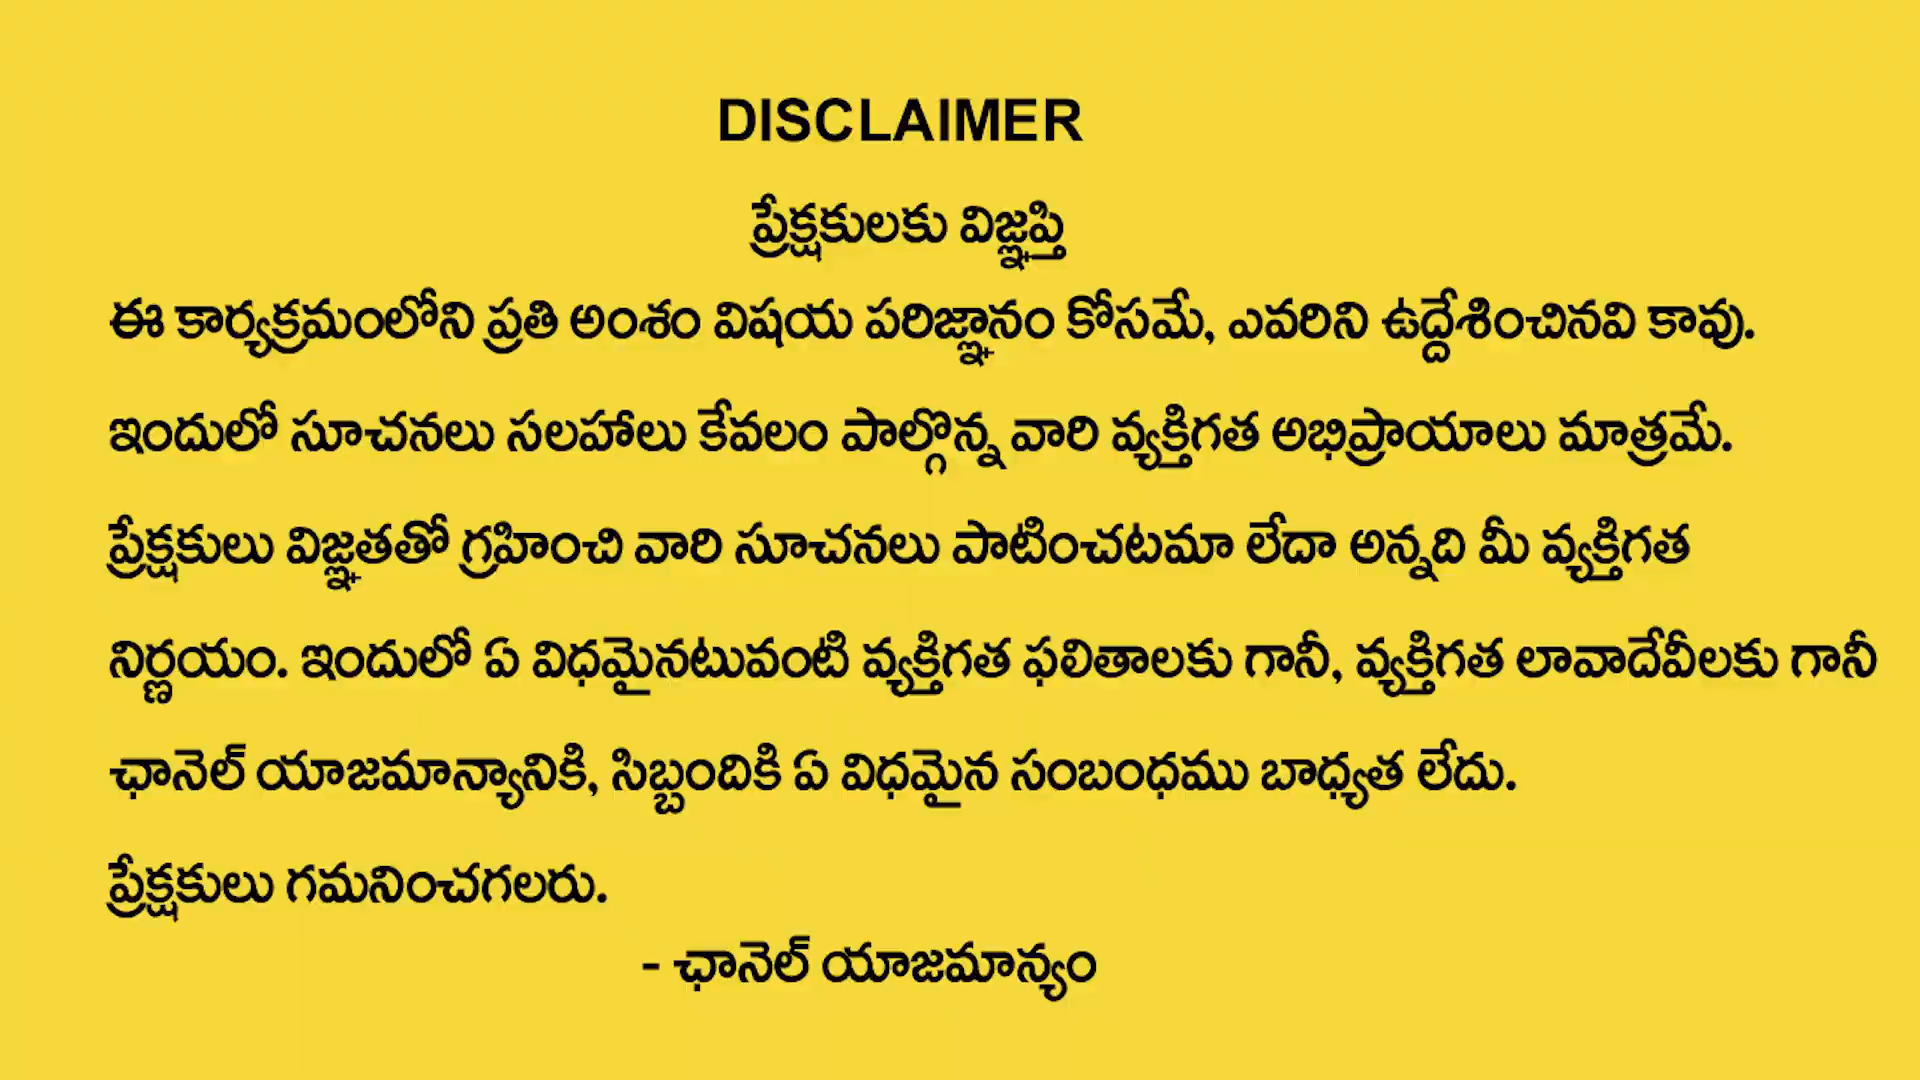 DISCLAIMER
ప్రేక్షకులకు విజ్ఞప్తి
ఈ కార్యక్రమంలోని ప్రతి అంశం విషయ పరిజ్ఞానం కోసమే, ఎవరిని ఉద్దేశించినవి కావు.
ఇందులో సూచనలు సలహాలు కేవలం పాల్గొన్న వారి వ్యక్తిగత అభిప్రాయాలు మాత్రమే.
ప్రేక్షకులు విజ్ఞతతో గ్రహించి వారి సూచనలు పాటించటమా లేదా అన్నది మీ వ్యక్తిగత
నిర్ణయం. ఇందులో ఏ విధమైనటువంటి వ్యక్తిగత ఫలితాలకు గానీ, వ్యక్తిగత లావాదేవీలకు గానీ
ఛానెల్ యాజమాన్యానికి, సిబ్బందికి ఏ విధమైన సంబంధము బాధ్యత లేదు.
ప్రేక్షకులు గమనించగలరు.
- ఛానెల్ యాజమాన్యం